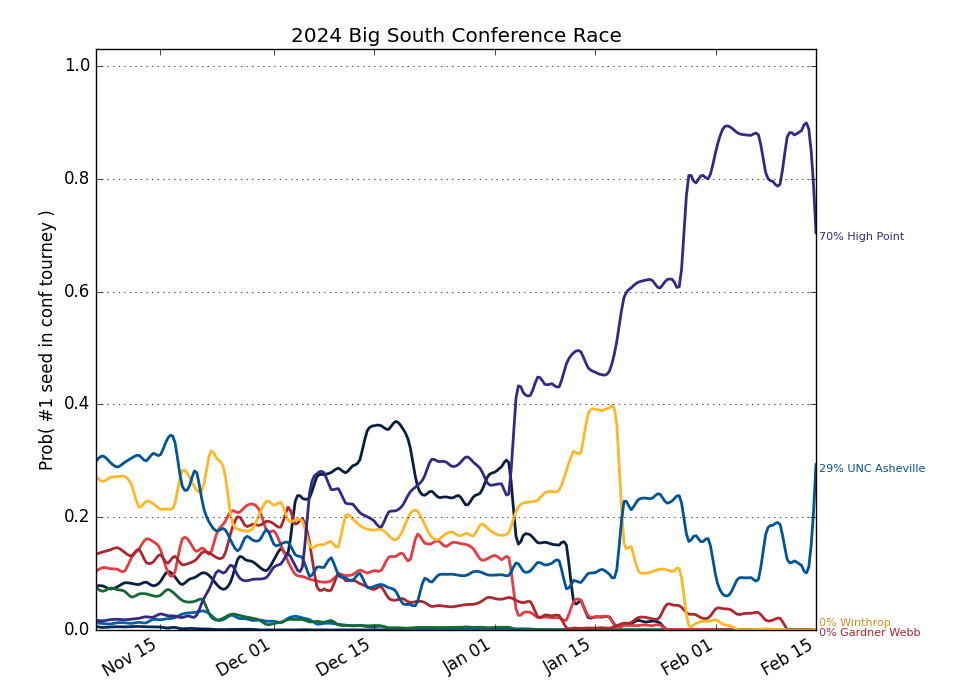 2024 Big South Conference Race
Prob( #1 seed in conf tourney )
1.0
0.8
0.6
0.4
0.2
0.0
Nov 15
Dec 01
Dec 15
Jan 01
Jan 15
Feb 01
Feb 15
70% High Point
29% UNC Asheville
0% Winthrop
0% Gardner Webb